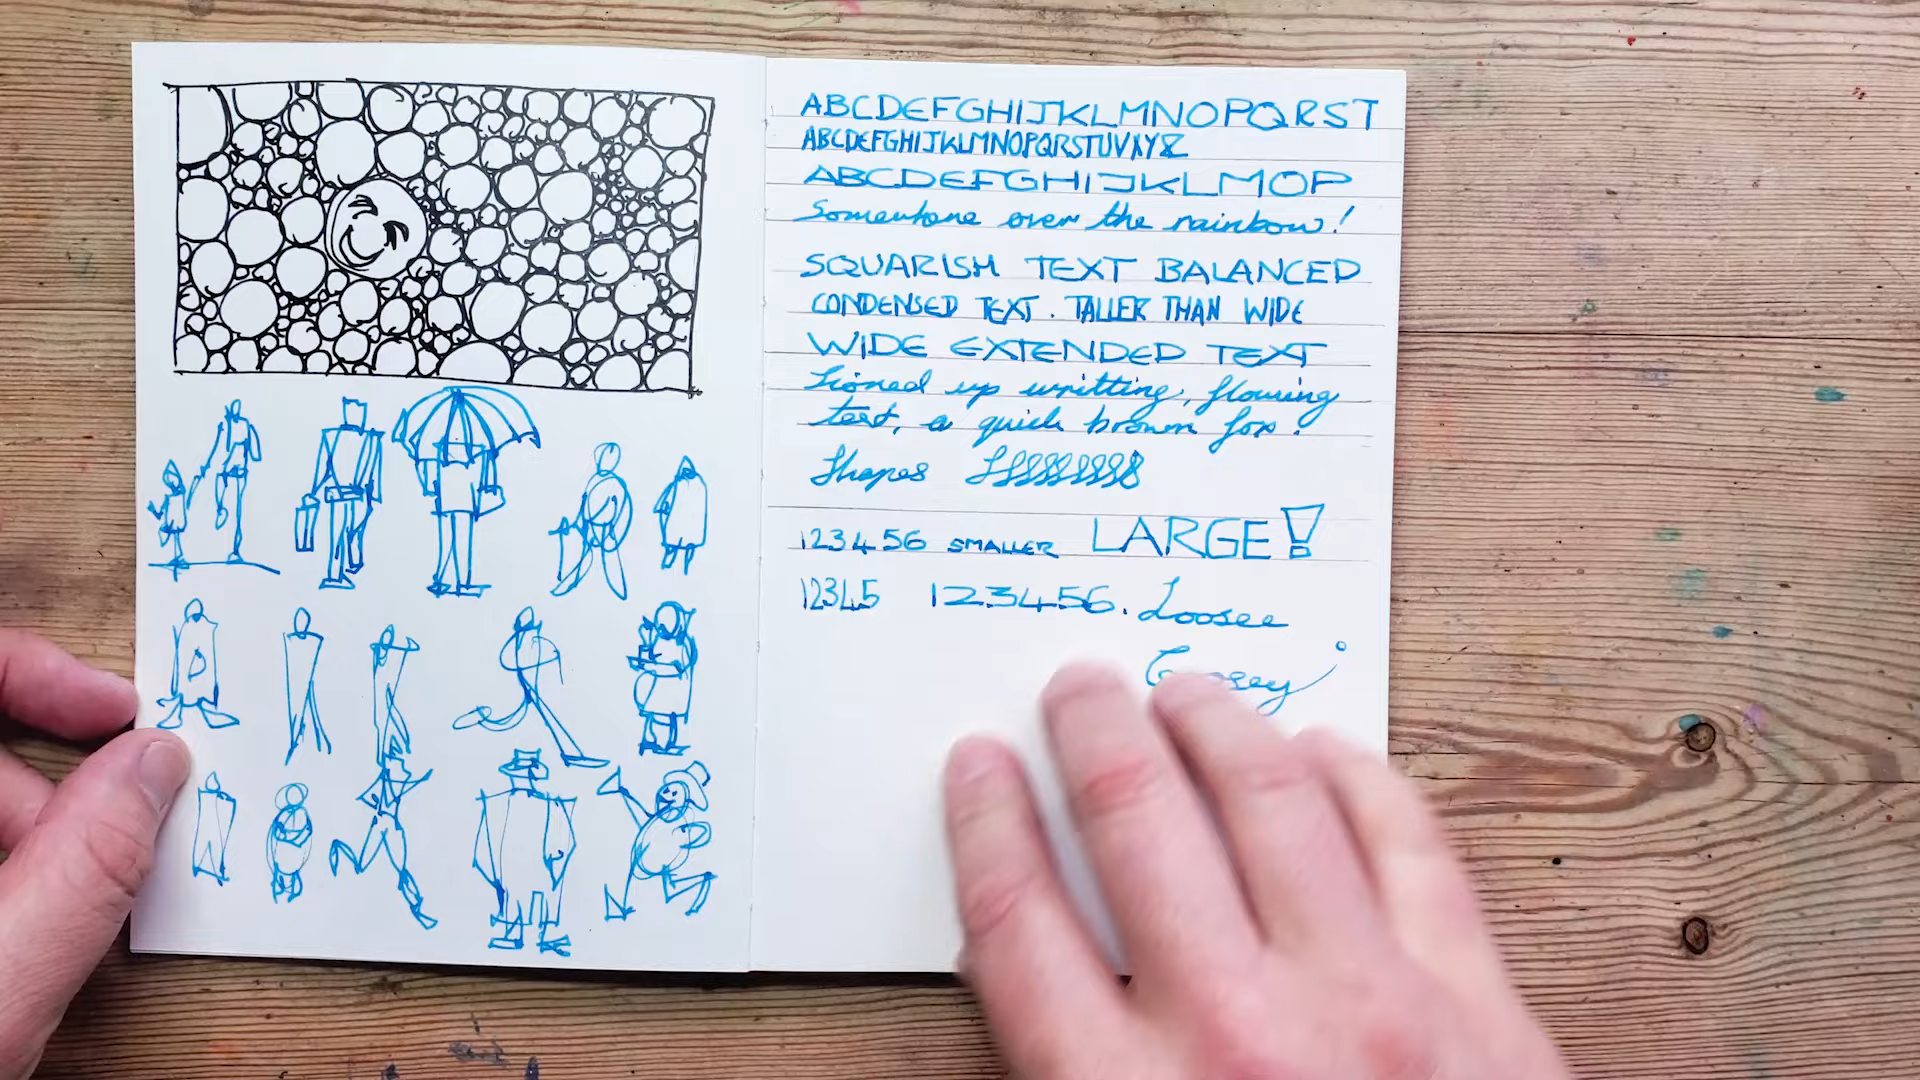 ABCDEFGHIJKLMNOPQRST
ABCDEFGHIJKLMNOPQRSTUVXYZ
ABCDEFGHIJKLMOP
over the rainbow!
SQUARISH TEXT BALANCED
CONDENSED TEXT. TALLER THAN WIDE
WIDE EXTENDED TEXT
Joined up writting, flowing
text, a quick brown fox.
Shapes
123456 SMALLER LARGE!
12345 123456. Loosee